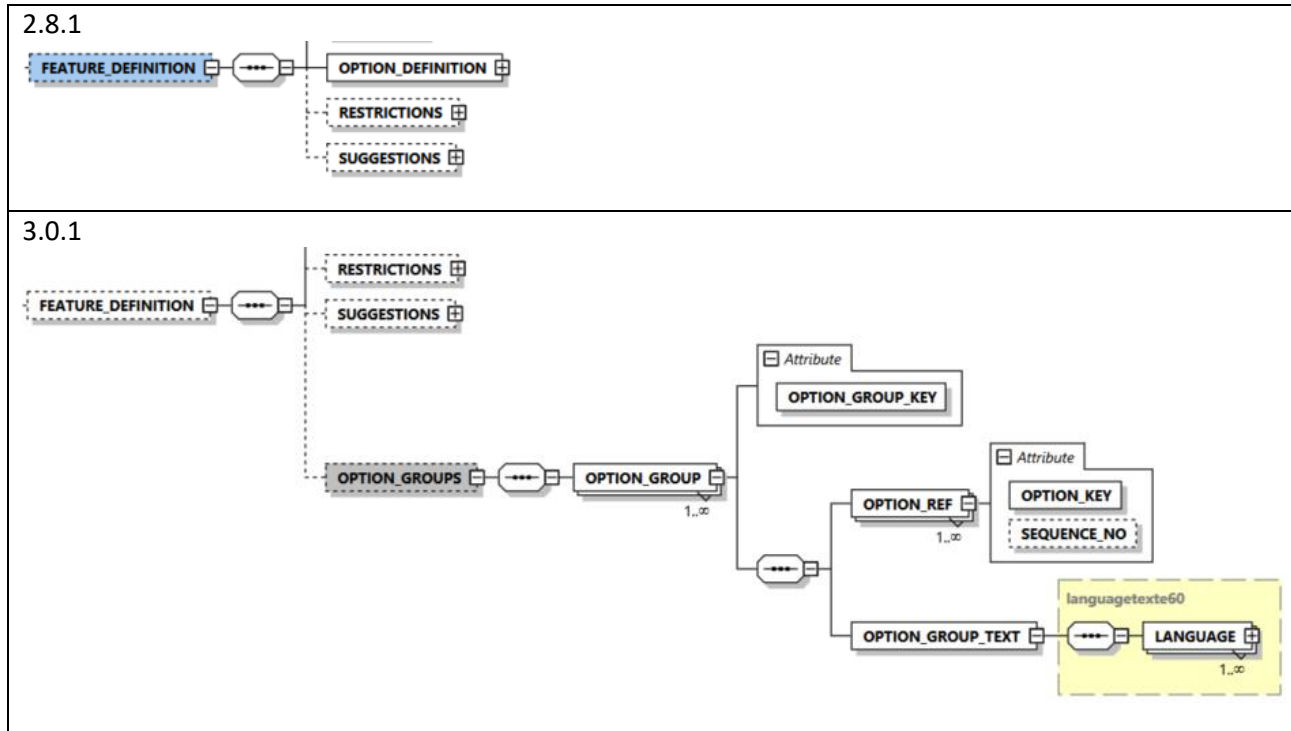 2.8.1
FEATURE_DEFINITION
OPTION_DEFINITION
RESTRICTIONS
SUGGESTIONS
3.0.1
FEATURE_DEFINITION
RESTRICTIONS
SUGGESTIONS
OPTION_GROUPS
OPTION_GROUP
1..∞
Attribute
OPTION_GROUP_KEY
OPTION_REF
1..∞
Attribute
OPTION_KEY
SEQUENCE_NO
OPTION_GROUP_TEXT
languagetexte60
LANGUAGE
1..∞